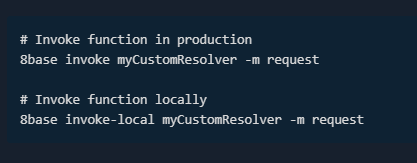 # Invoke function in production
8base invoke myCustomResolver -m request
# Invoke function locally
8base invoke-local myCustomResolver -m request